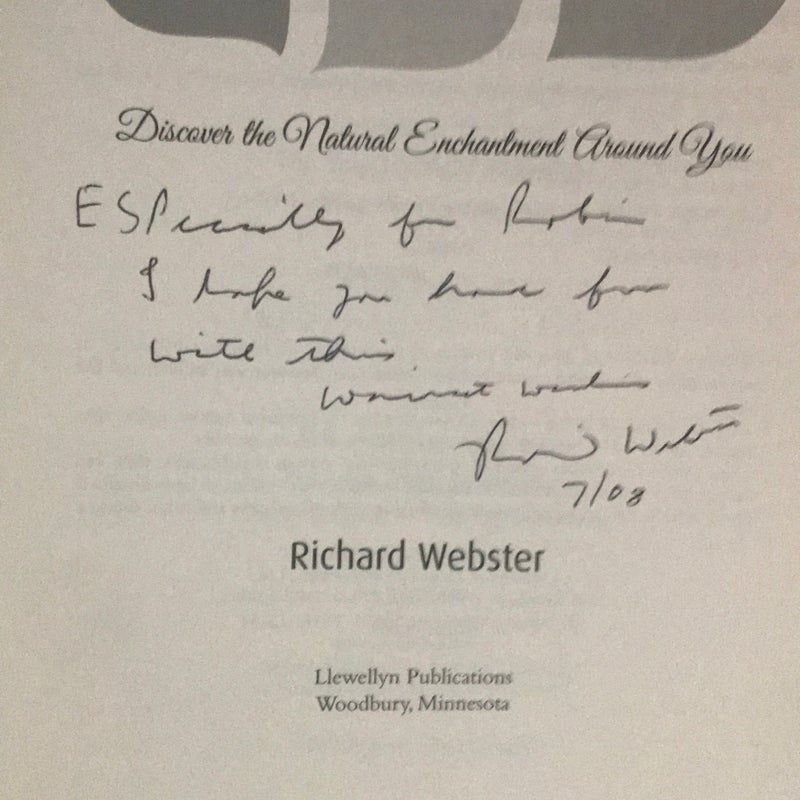 Discover the Natural Enchantment Around You
ESPecially for Robin
I hope you have fun
with this
Warmest wishes
Richard Webster
7/08
Richard Webster
Llewellyn Publications
Woodbury, Minnesota